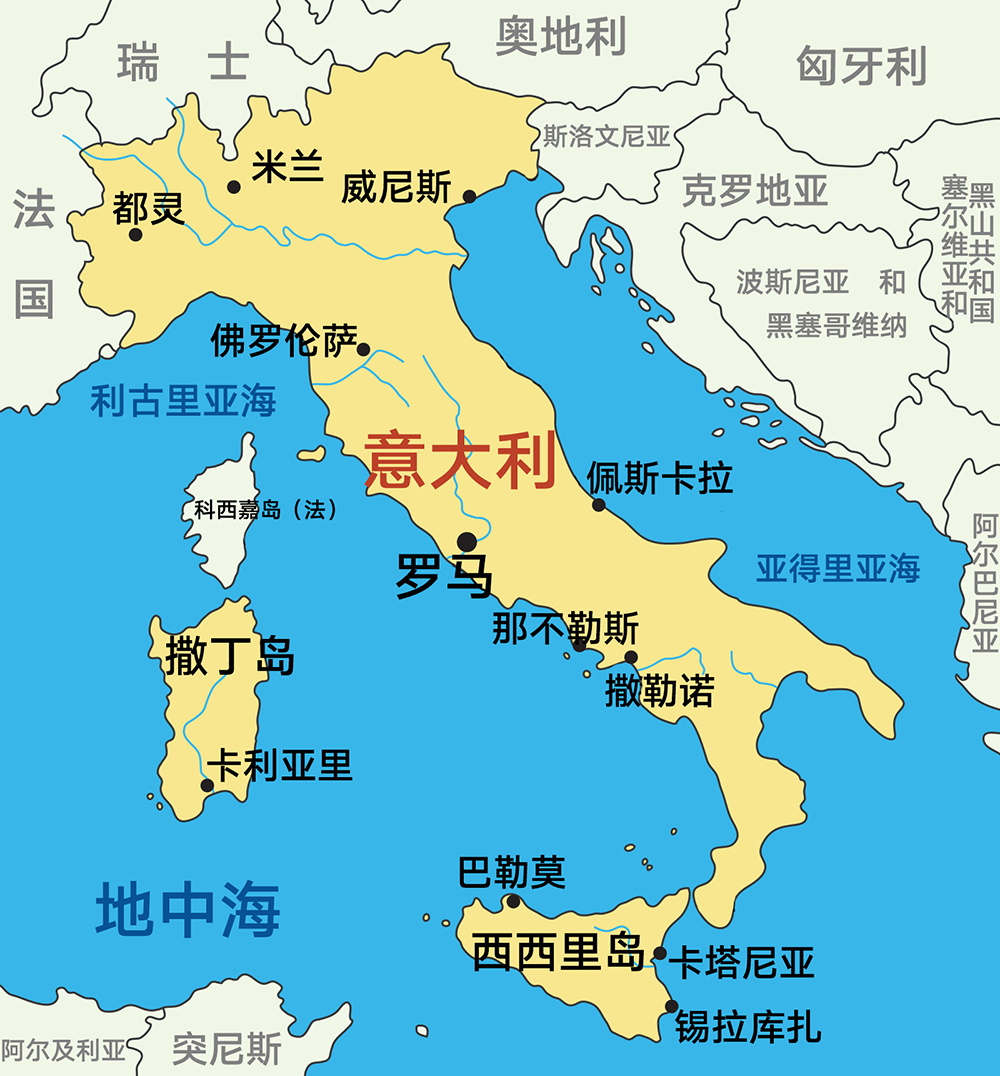 奥地利
瑞 士
匈牙利
斯洛文尼亚
米兰
威尼斯
克罗地亚
塞尔维亚和
黑山共和国
法国
都灵
波斯尼亚 和
黑塞哥维纳
佛罗伦萨
利古里亚海
意大利
佩斯卡拉
科西嘉岛（法）
阿尔巴尼亚
亚得里亚海
罗马
那不勒斯
撒丁岛
撒勒诺
卡利亚里
巴勒莫
地中海
西西里岛
卡塔尼亚
锡拉库扎
阿尔及利亚
突尼斯